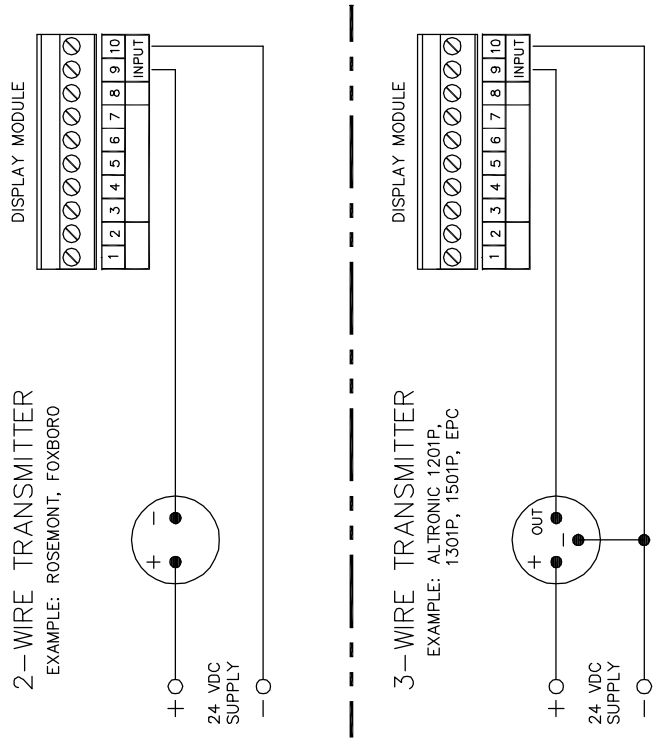 2-WIRE TRANSMITTER
EXAMPLE: ROSEMONT, FOXBORO
DISPLAY MODULE
1 2 3 4 5 6 7 8 9 10
INPUT
+ -
+
24 VDC
SUPPLY
-
3-WIRE TRANSMITTER
EXAMPLE: ALTRONIC 1201P,
1301P, 1501P, EPC
DISPLAY MODULE
1 2 3 4 5 6 7 8 9 10
INPUT
+ OUT
-
+
24 VDC
SUPPLY
-